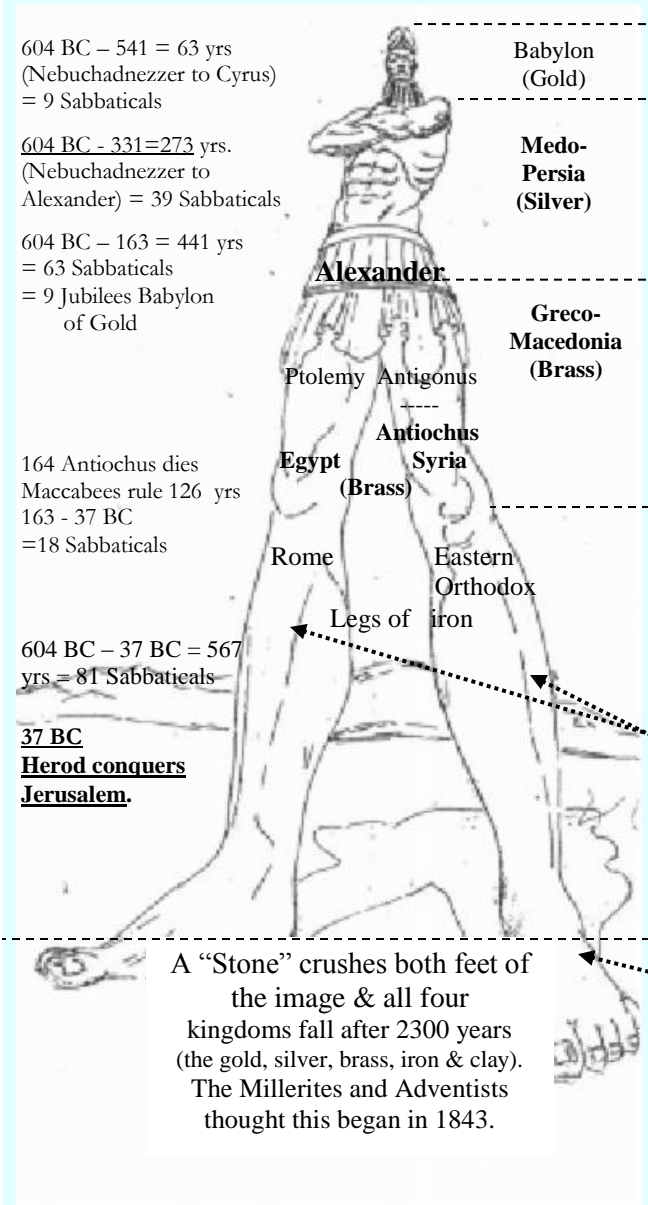 604 BC – 541 = 63 yrs
(Nebuchadnezzer to Cyrus)
= 9 Sabbaticals
604 BC - 331=273 yrs.
(Nebuchadnezzer to
Alexander) = 39 Sabbaticals
604 BC – 163 = 441 yrs
= 63 Sabbaticals
= 9 Jubilees Babylon
of Gold
164 Antiochus dies
Maccabees rule 126 yrs
163 - 37 BC
=18 Sabbaticals
604 BC – 37 BC = 567
yrs = 81 Sabbaticals
37 BC
Herod conquers
Jerusalem.
Babylon
(Gold)
Medo-
Persia
(Silver)
Alexander
Greco-
Macedonia
(Brass)
Ptolemy Antigonus
-----
Antiochus
Egypt Syria
(Brass)
Rome Eastern
Orthodox
Legs of iron
A “Stone” crushes both feet of
the image & all four
kingdoms fall after 2300 years
(the gold, silver, brass, iron & clay).
The Millerites and Adventists
thought this began in 1843.